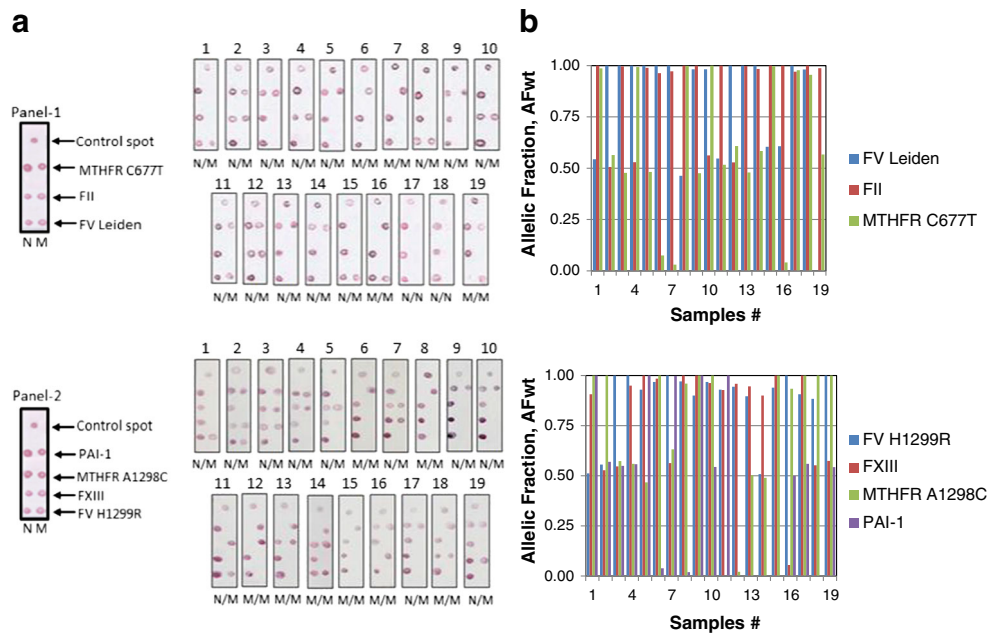 a
1 2 3 4 5 6 7 8 9 10
Panel-1
Control spot
MTHFR C677T
FII
FV Leiden
N M
N/M N/M N/M N/M N/M N/M N/M N/M N/M N/M
11 12 13 14 15 16 17 18 19
N/M N/M N/M N/M N/M M/M N/N N/N M/M
1 2 3 4 5 6 7 8 9 10
Panel-2
Control spot
PAI-1
MTHFR A1298C
FXIII
FV H1299R
N M
N/M N/M N/M N/M N/M N/M N/M N/M N/M N/M
11 12 13 14 15 16 17 18 19
N/M M/M N/M M/M M/M M/M N/M M/M N/M
b
Allelic Fraction, AFwt
1.00
0.75
0.50
0.25
0.00
1 4 7 10 13 16 19
Samples #
FV Leiden
FII
MTHFR C677T
Allelic Fraction, AFwt
1.00
0.75
0.50
0.25
0.00
1 4 7 10 13 16 19
Samples #
FV H1299R
FXIII
MTHFR A1298C
PAI-1